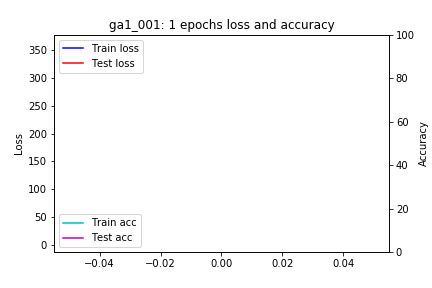 ga1_001: 1 epochs loss and accuracy
Train loss
Test loss
Train acc
Test acc
Loss
350
300
250
200
150
100
50
0
Accuracy
100
80
60
40
20
0
−0.04
−0.02
0.00
0.02
0.04